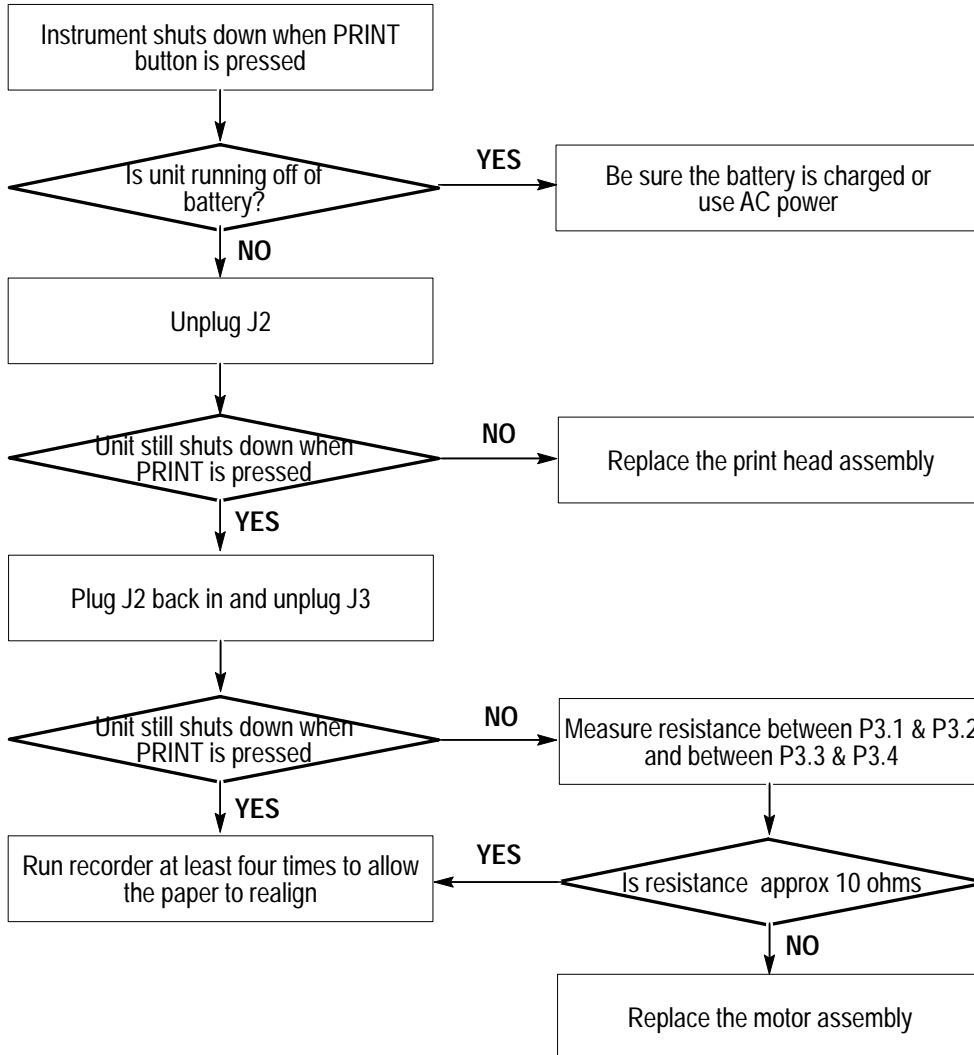 Instrument shuts down when PRINT
button is pressed
Is unit running off of
battery?
YES
Be sure the battery is charged or
use AC power
NO
Unplug J2
Unit still shuts down when
PRINT is pressed
NO
Replace the print head assembly
YES
Plug J2 back in and unplug J3
Unit still shuts down when
PRINT is pressed
NO
Measure resistance between P3.1 & P3.2
and between P3.3 & P3.4
YES
Run recorder at least four times to allow
the paper to realign
YES
Is resistance approx 10 ohms
NO
Replace the motor assembly